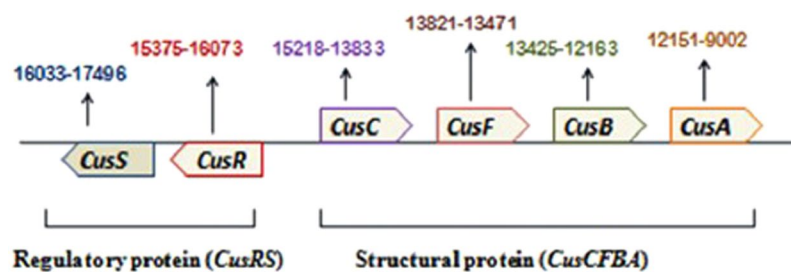 13821-13471
15375-16073 15218-13833 13425-12163 12151-9002
16033-17496
CusC CusF CusB CusA
CusS CusR
Regulatory protein (CusRS) Structural protein (CusCFBA)